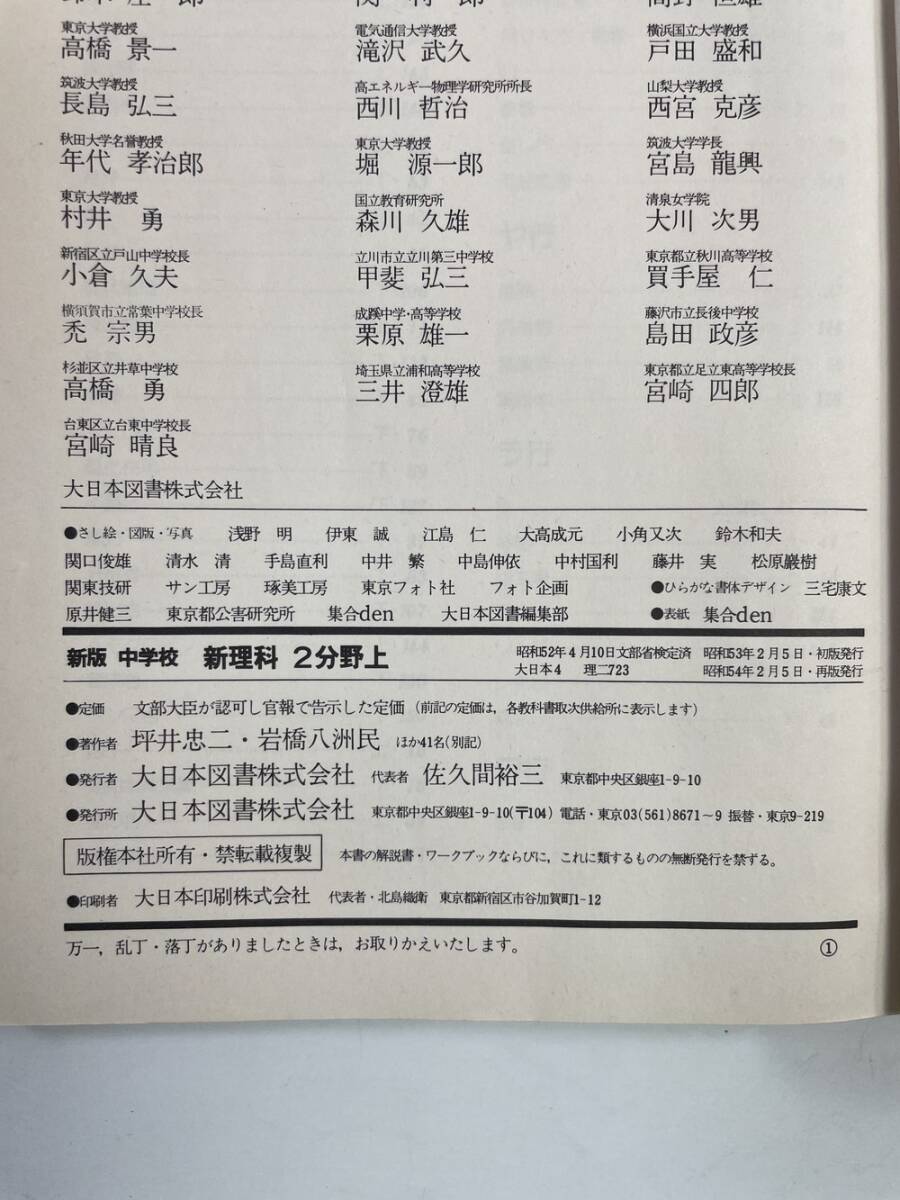 東京大学教授 電気通信大学教授 横浜国立大学教授
高橋 景一 滝沢 武久 戸田 盛和
筑波大学教授 高エネルギー物理学研究所所長 山梨大学教授
長島 弘三 西川 哲治 西宮 克彦
秋田大学名誉教授 東京大学教授 筑波大学学長
年代 孝治郎 堀 源一郎 宮島 龍興
東京大学教授 国立教育研究所 清泉女学院
村井 勇 森川 久雄 大川 次男
新宿区立戸山中学校長 立川市立立川第三中学校 東京都立秋川高等学校
小倉 久夫 甲斐 弘三 買手屋 仁
横須賀市立常葉中学校長 成蹊中学・高等学校 藤沢市立長後中学校
禿 宗男 栗原 雄一 島田 政彦
杉並区立井草中学校 埼玉県立浦和高等学校 東京都立足立東高等学校長
高橋 勇 三井 澄雄 宮崎 四郎
台東区立台東中学校長
宮崎 晴良
大日本図書株式会社
●さし絵・図版・写真 浅野 明 伊東 誠 江島 仁 大高成元 小角又次 鈴木和夫
関口俊雄 清水 清 手島直利 中井 繁 中島伸依 中村国利 藤井 実 松原巖樹
関東技研 サン工房 琢美工房 東京フォト社 フォト企画 ●ひらがな書体デザイン 三宅康文
原井健三 東京都公害研究所 集合den 大日本図書編集部 ●表紙 集合den
新版 中学校 新理科 2分野上 昭和52年4月10日文部省検定済 昭和53年2月5日・初版発行
大日本4 理二723 昭和54年2月5日・再版発行
●定価 文部大臣が認可し官報で告示した定価(前記の定価は,各教科書取次供給所に表示します)
●著作者 坪井忠二・岩橋八洲民 ほか41名(別記)
●発行者 大日本図書株式会社 代表者 佐久間裕三 東京都中央区銀座1-9-10
●発行所 大日本図書株式会社 東京都中央区銀座1-9-10(〒104) 電話・東京03(561)8671〜9 振替・東京9-219
版権本社所有・禁転載複製 本書の解説書・ワークブックならびに,これに類するものの無断発行を禁ずる。
●印刷者 大日本印刷株式会社 代表者・北島織衛 東京都新宿区市谷加賀町1-12
万一,乱丁・落丁がありましたときは,お取りかえいたします。 ①